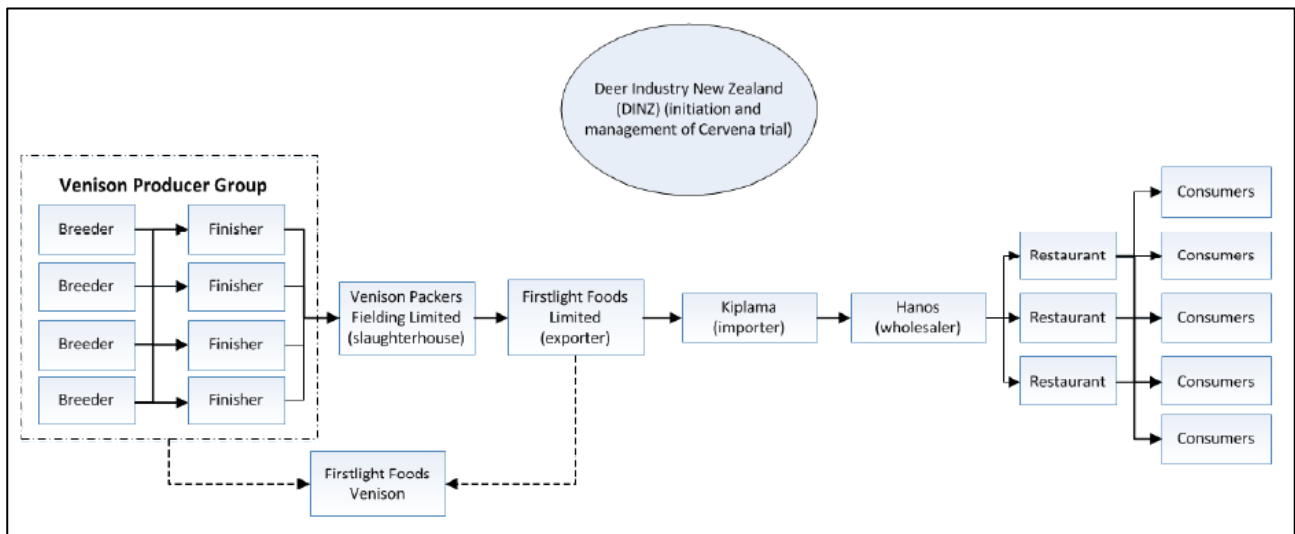 Deer Industry New Zealand
(DINZ) (initiation and
management of Cervena trial)
Venison Producer Group
Breeder
Finisher
Breeder
Finisher
Breeder
Finisher
Breeder
Finisher
Venison Packers
Fielding Limited
(slaughterhouse)
Firstlight Foods
Limited
(exporter)
Kiplama
(importer)
Hanos
(wholesaler)
Restaurant
Restaurant
Restaurant
Consumers
Consumers
Consumers
Consumers
Consumers
Firstlight Foods
Venison